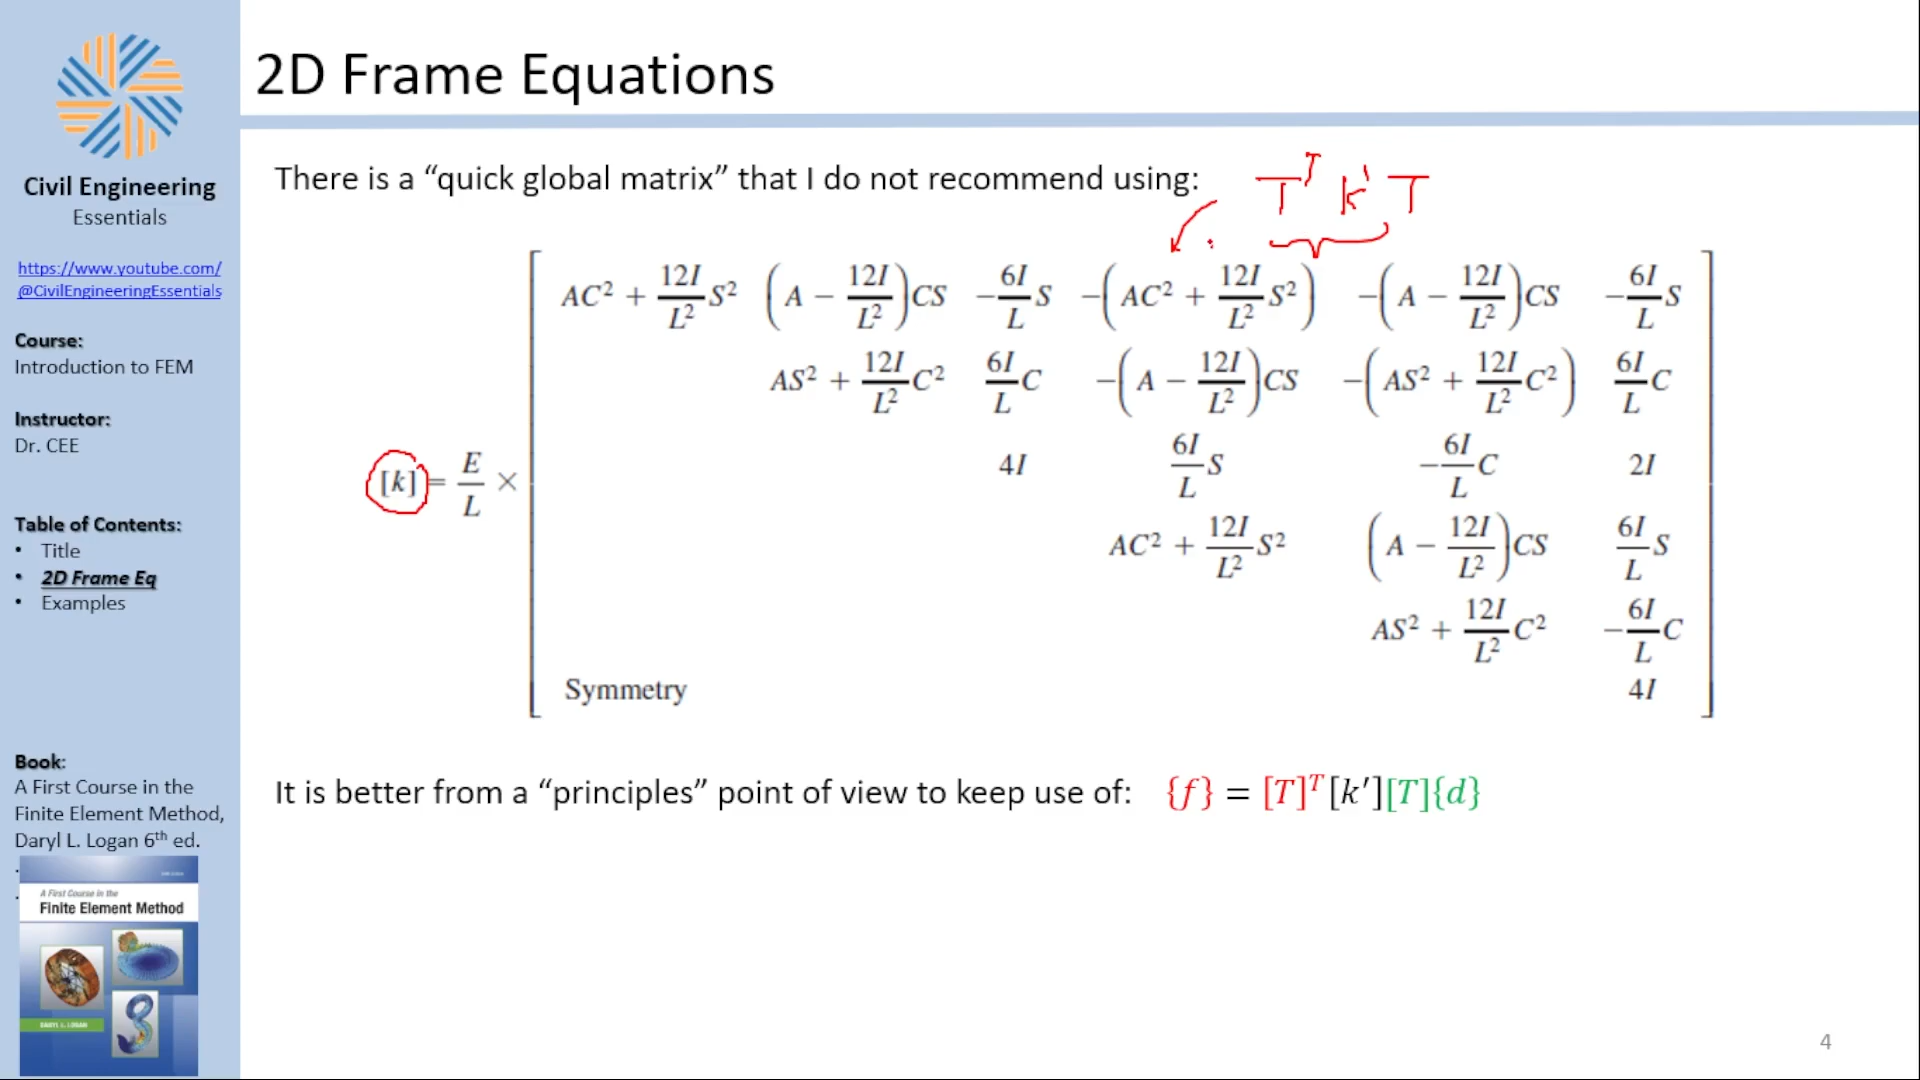 2D Frame Equations
Civil Engineering
Essentials
https://www.youtube.com/
@CivilEngineeringEssentials
Course:
Introduction to FEM
Instructor:
Dr. CEE
Table of Contents:
• Title
• 2D Frame Eq
• Examples
Book:
A First Course in the
Finite Element Method,
Daryl L. Logan 6th ed.
A First Course in the
Finite Element Method
DARYL L. LOGAN
There is a “quick global matrix” that I do not recommend using:
Tᵀ k' T
[k] = E/L ×
AC² + 12I/L² S² (A − 12I/L²)CS −6I/L S −(AC² + 12I/L² S²) −(A − 12I/L²)CS −6I/L S
AS² + 12I/L² C² 6I/L C −(A − 12I/L²)CS −(AS² + 12I/L² C²) 6I/L C
4I 6I/L S −6I/L C 2I
AC² + 12I/L² S² (A − 12I/L²)CS 6I/L S
AS² + 12I/L² C² −6I/L C
Symmetry 4I
It is better from a “principles” point of view to keep use of: {f} = [T]ᵀ[k′][T]{d}
4